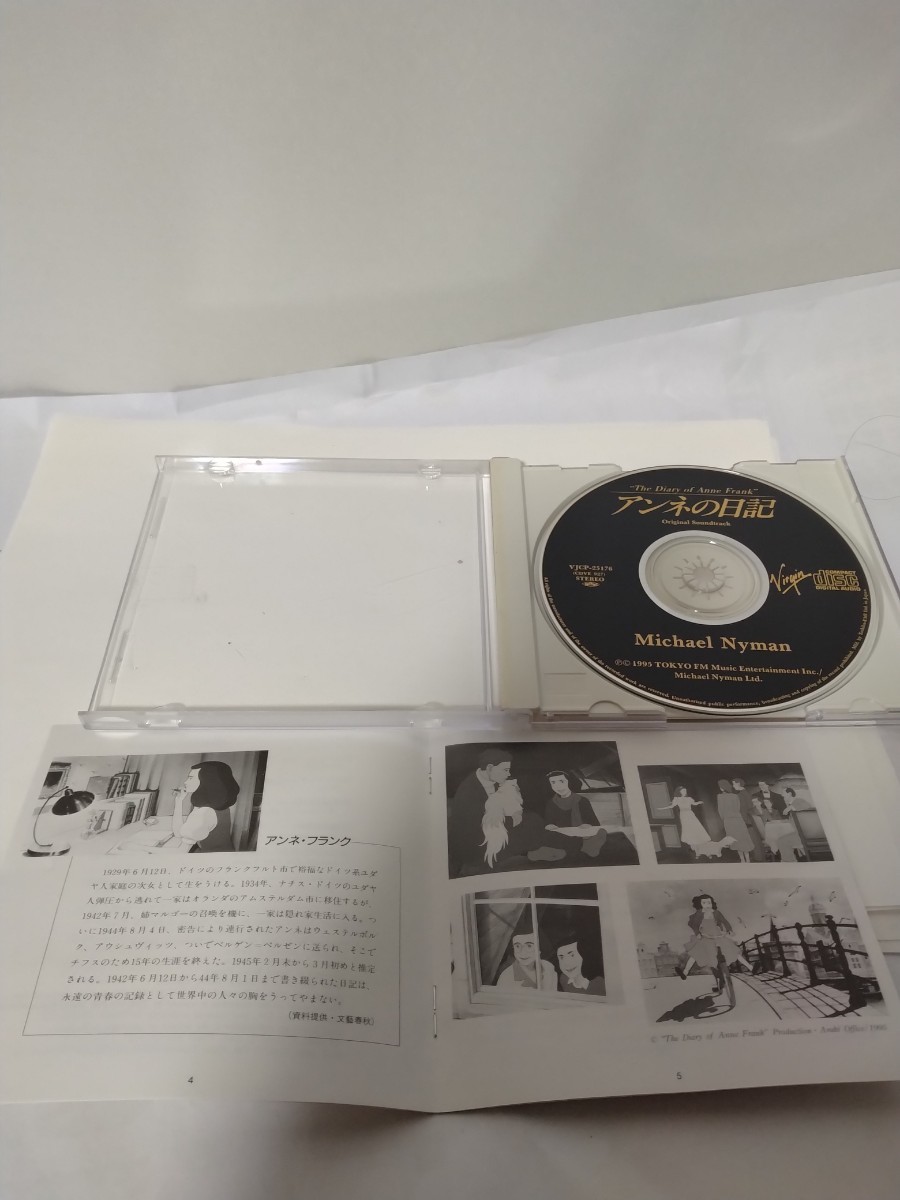 "The Diary of Anne Frank"
アンネの日記
Original Soundtrack
VJCP-25176
STEREO
Virgin
COMPACT
disc
DIGITAL AUDIO
Michael Nyman
ⓅⒸ 1995 TOKYO FM Music Entertainment Inc./
Michael Nyman Ltd.
アンネ・フランク
1929年6月12日、ドイツのフランクフルト市で裕福なドイツ系ユダ
ヤ人家庭の次女として生をうける。1934年、ナチス・ドイツのユダヤ
人弾圧から逃れて一家はオランダのアムステルダム市に移住するが、
1942年7月、姉マルゴーの召喚を機に、一家は隠れ家生活に入る。つ
いに1944年8月4日、密告により連行されたアンネはウェステルボル
ク、アウシュヴィッツ、ついでベルゲン=ベルゼンに送られ、そこで
チフスのため15年の生涯を終えた。1945年2月末から3月初めと推定
される。1942年6月12日から44年8月1日まで書き綴られた日記は、
永遠の青春の記録として世界中の人々の胸をうってやまない。
(資料提供・文藝春秋)
4
© "The Diary of Anne Frank" Production・Asahi Office
5